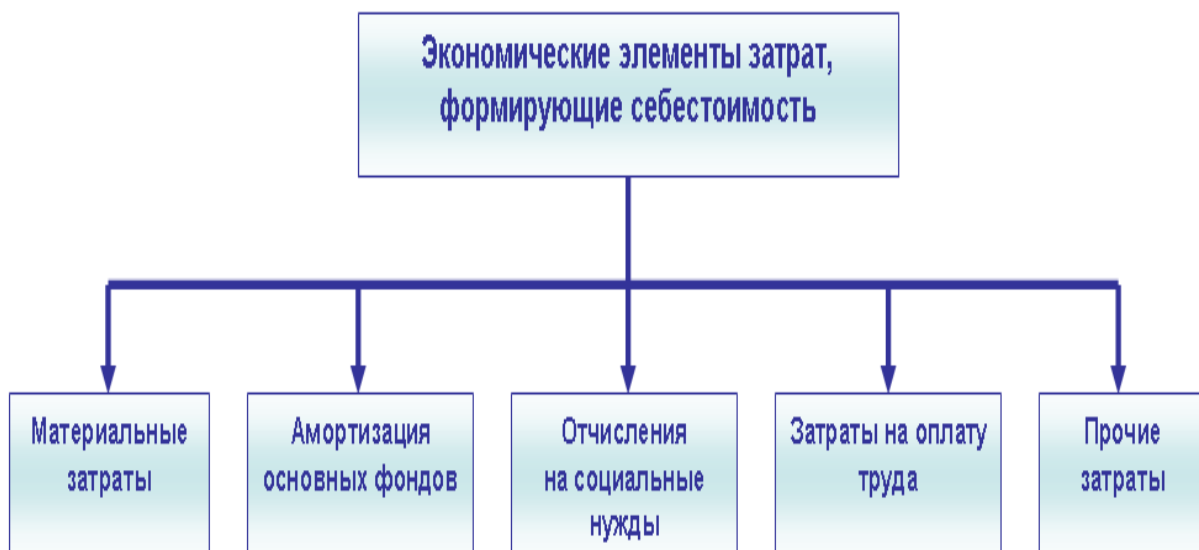 Экономические элементы затрат,
формирующие себестоимость
Материальные
затраты
Амортизация
основных фондов
Отчисления
на социальные
нужды
Затраты на оплату
труда
Прочие
затраты